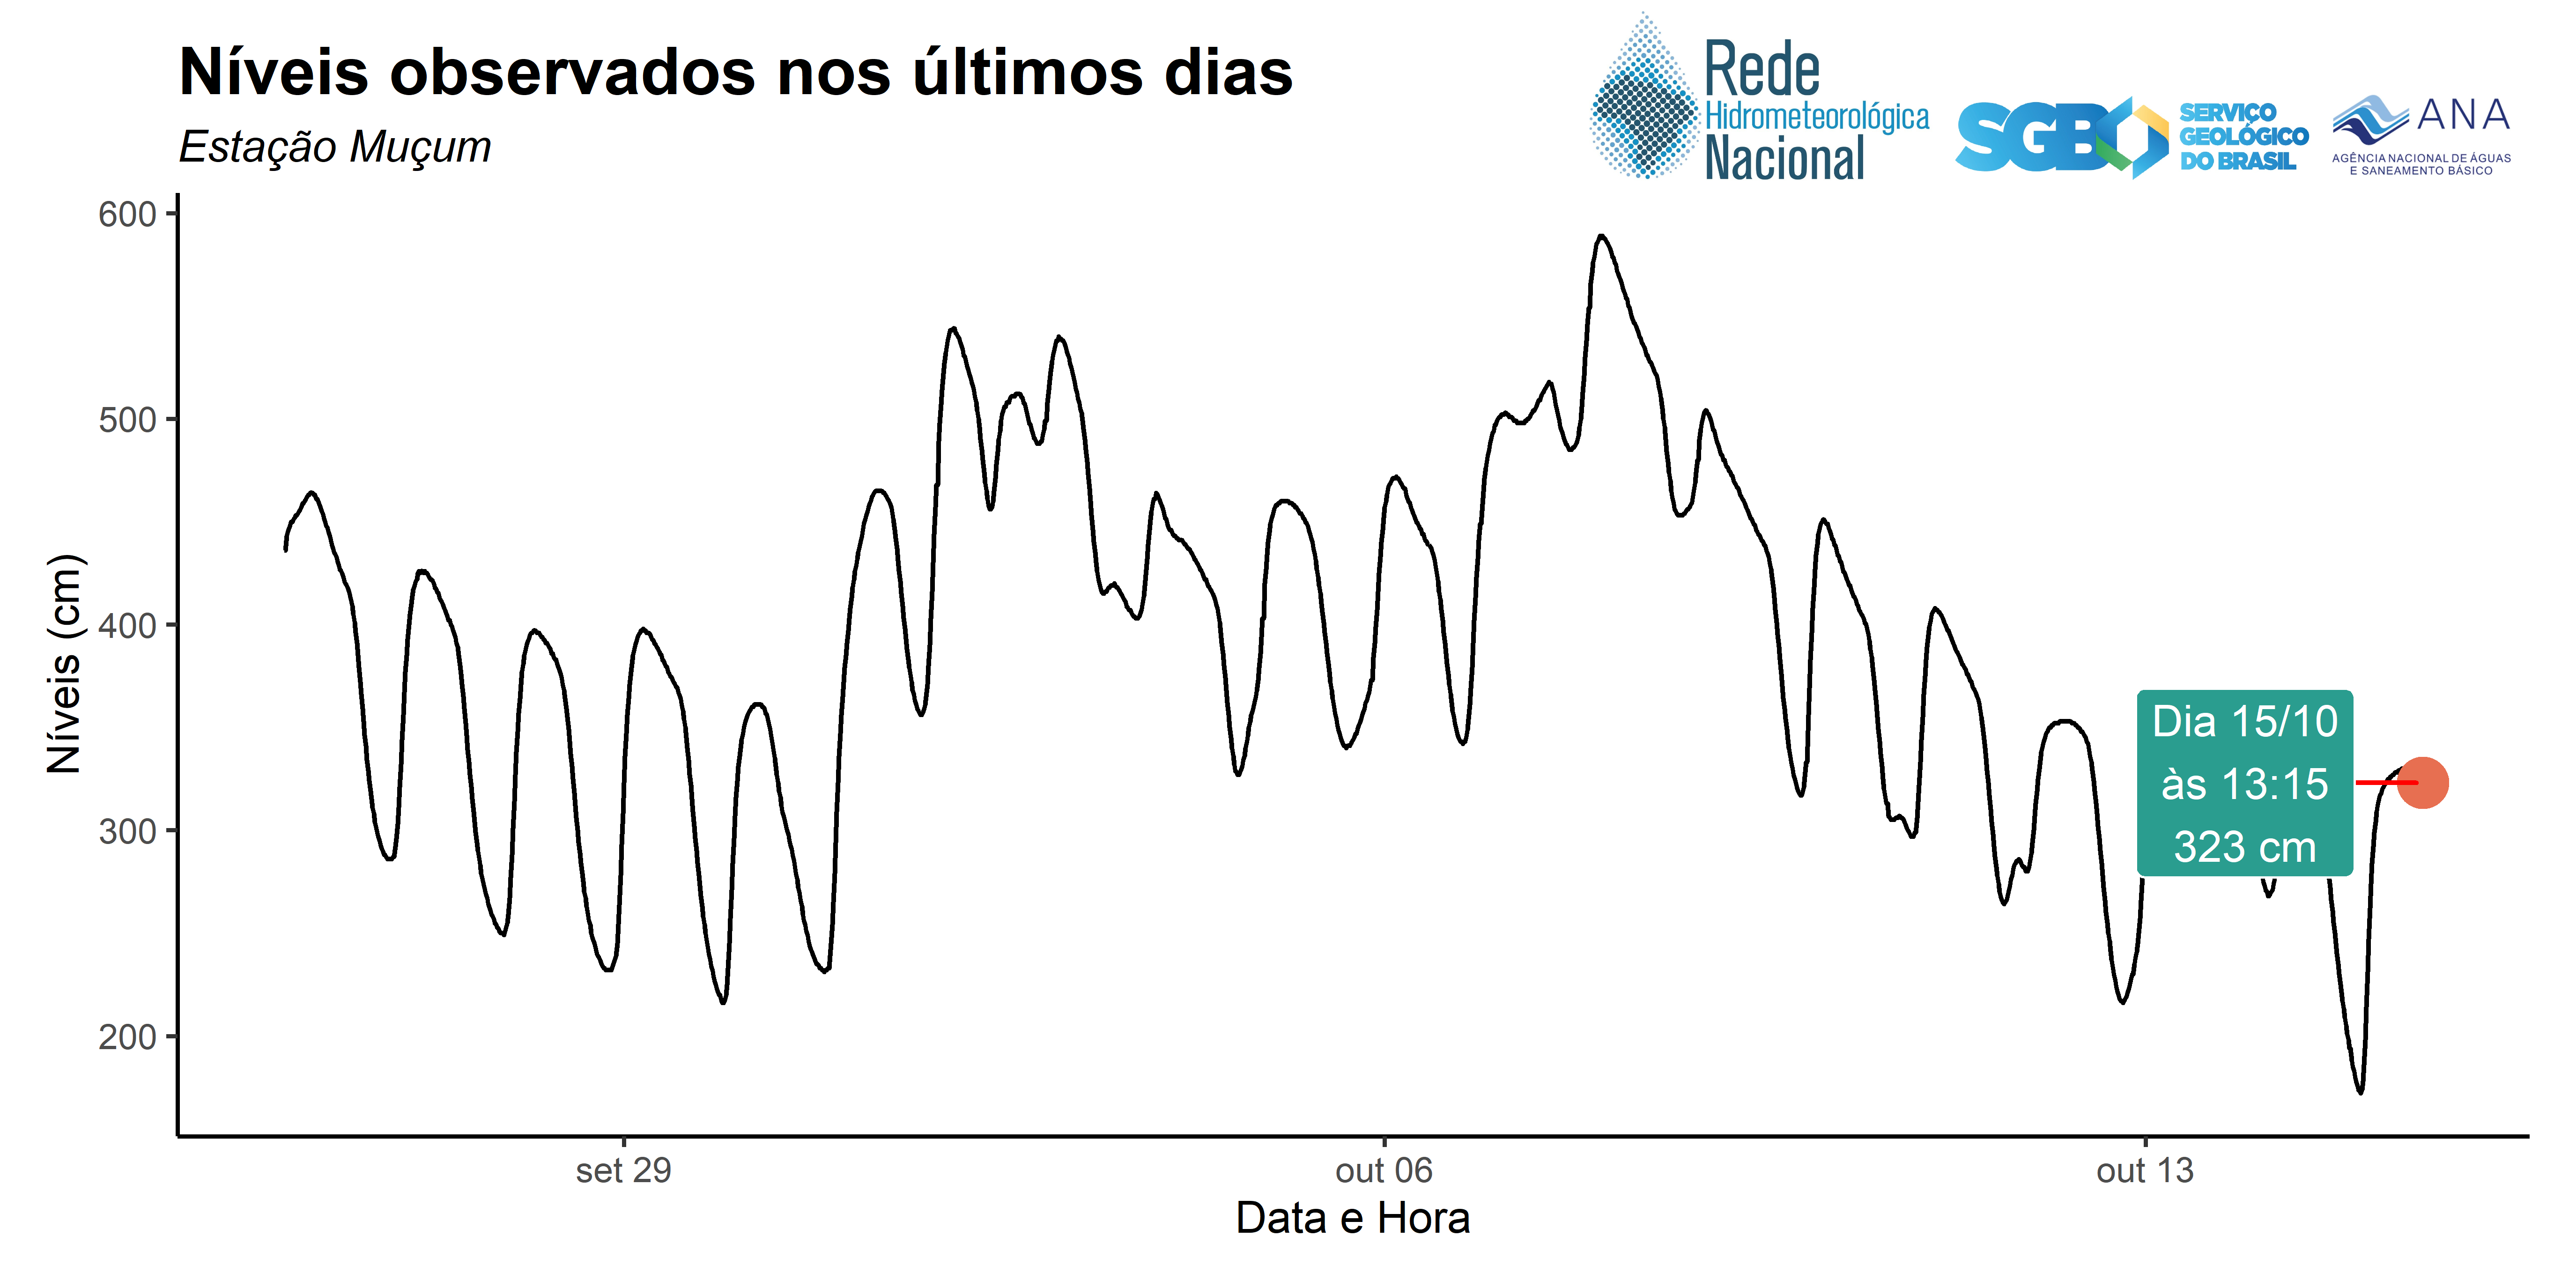 Níveis observados nos últimos dias
Estação Muçum
Rede
Hidrometeorológica
Nacional
SGB
SERVIÇO
GEOLÓGICO
DO BRASIL
ANA
AGÊNCIA NACIONAL DE ÁGUAS
E SANEAMENTO BÁSICO
600
500
400
300
200
Níveis (cm)
Dia 15/10
às 13:15
323 cm
set 29
out 06
out 13
Data e Hora